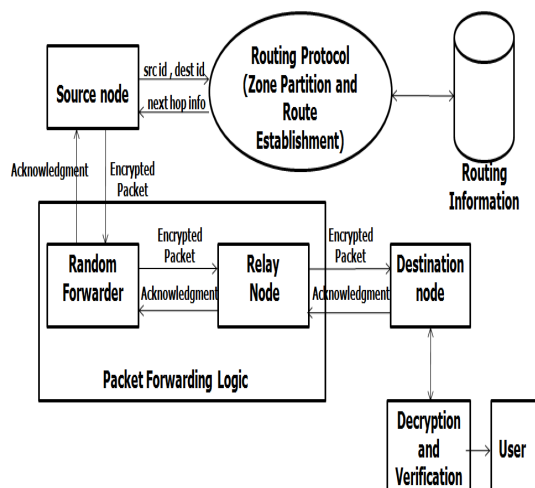 Source node
src id , dest id
next hop info
Routing Protocol
(Zone Partition and
Route
Establishment)
Routing
Information
Acknowledgment
Encrypted
Packet
Random
Forwarder
Encrypted
Packet
Acknowledgment
Relay
Node
Encrypted
Packet
Acknowledgment
Destination
node
Packet Forwarding Logic
Decryption
and
Verification
User